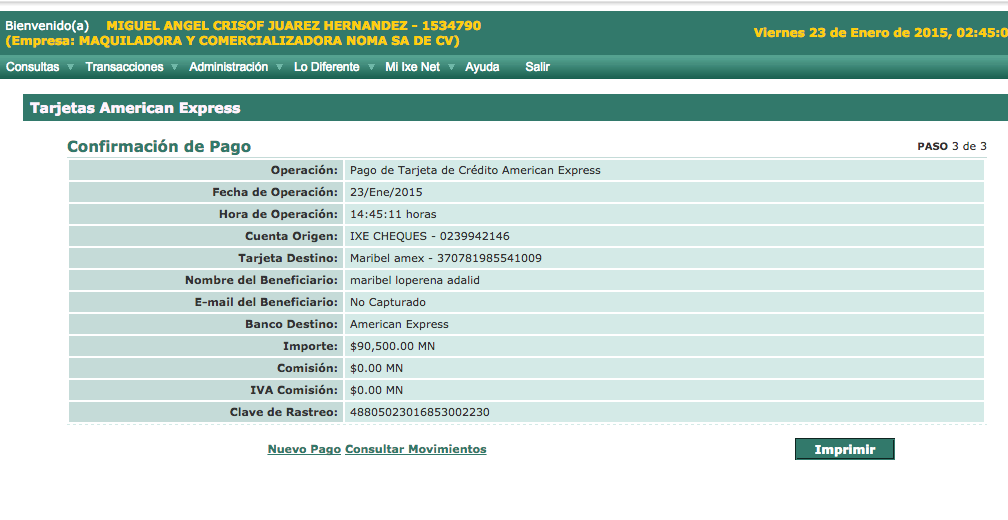 Bienvenido(a) MIGUEL ANGEL CRISOF JUAREZ HERNANDEZ - 1534790
(Empresa: MAQUILADORA Y COMERCIALIZADORA NOMA SA DE CV)
Viernes 23 de Enero de 2015, 02:45:0
Consultas Transacciones Administración Lo Diferente Mi Ixe Net Ayuda Salir
Tarjetas American Express
Confirmación de Pago PASO 3 de 3
Operación: Pago de Tarjeta de Crédito American Express
Fecha de Operación: 23/Ene/2015
Hora de Operación: 14:45:11 horas
Cuenta Origen: IXE CHEQUES - 0239942146
Tarjeta Destino: Maribel amex - 370781985541009
Nombre del Beneficiario: maribel loperena adalid
E-mail del Beneficiario: No Capturado
Banco Destino: American Express
Importe: $90,500.00 MN
Comisión: $0.00 MN
IVA Comisión: $0.00 MN
Clave de Rastreo: 48805023016853002230
Nuevo Pago Consultar Movimientos Imprimir